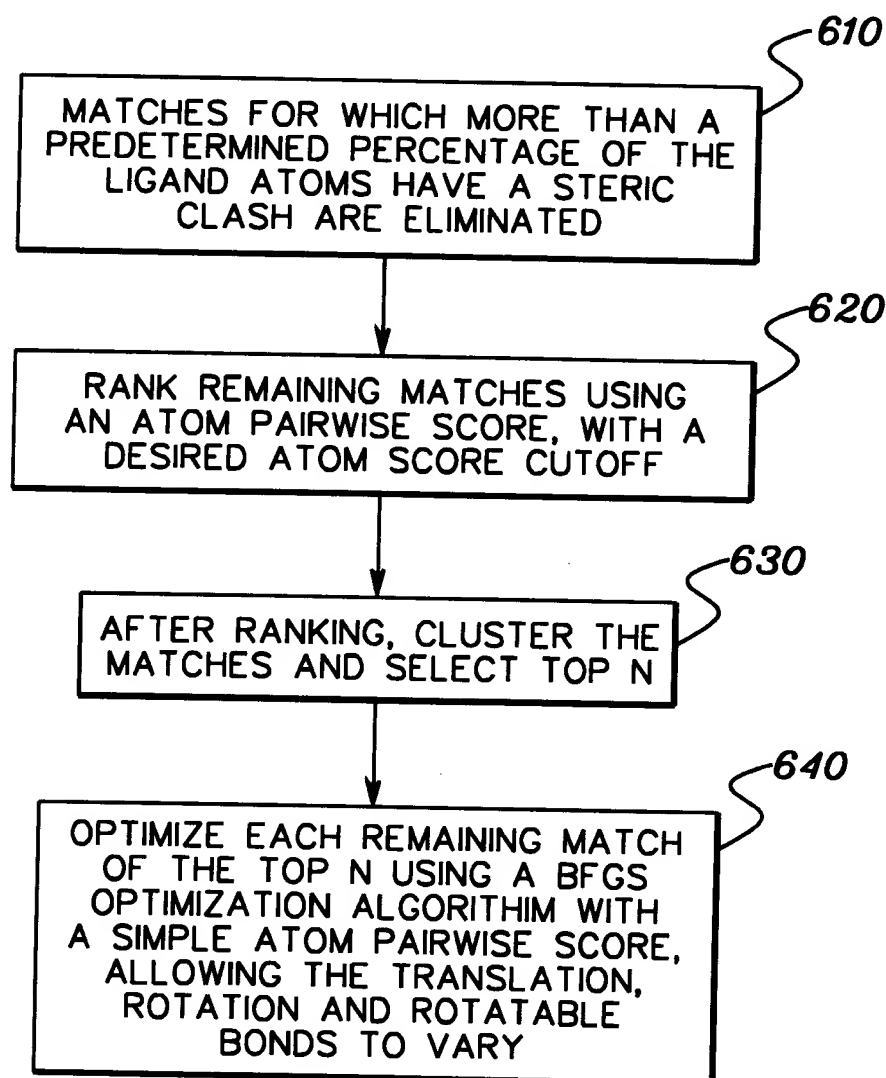 610
MATCHES FOR WHICH MORE THAN A
PREDETERMINED PERCENTAGE OF THE
LIGAND ATOMS HAVE A STERIC
CLASH ARE ELIMINATED
620
RANK REMAINING MATCHES USING
AN ATOM PAIRWISE SCORE, WITH A
DESIRED ATOM SCORE CUTOFF
630
AFTER RANKING, CLUSTER THE
MATCHES AND SELECT TOP N
640
OPTIMIZE EACH REMAINING MATCH
OF THE TOP N USING A BFGS
OPTIMIZATION ALGORITHIM WITH
A SIMPLE ATOM PAIRWISE SCORE,
ALLOWING THE TRANSLATION,
ROTATION AND ROTATABLE
BONDS TO VARY